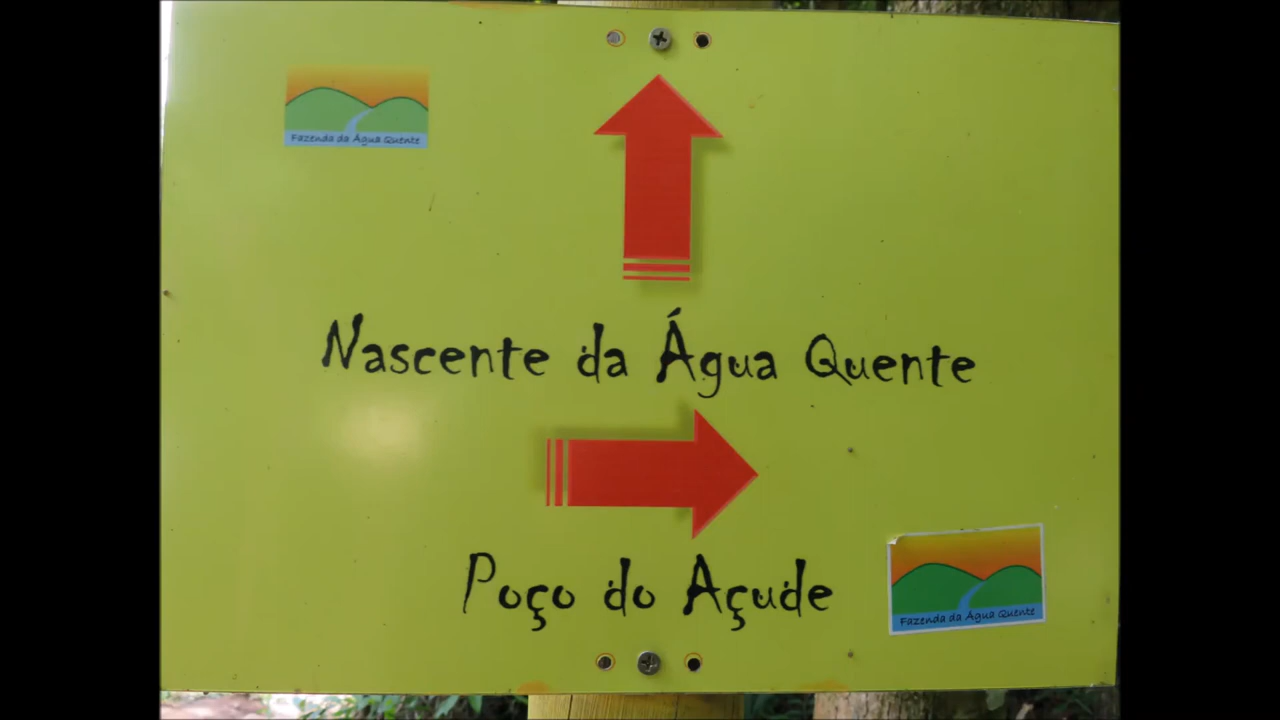 Fazenda da Água Quente
Nascente da Água Quente
Poço do Açude
Fazenda da Água Quente